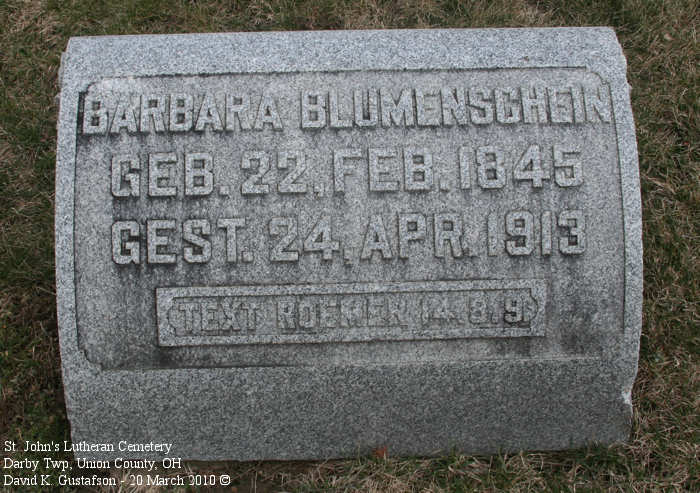 BARBARA BLUMENSCHEIN
GEB. 22, FEB. 1845
GEST. 24, APR. 1913
TEXT ROEMER 14. 8. 9.
St. John's Lutheran Cemetery
Darby Twp, Union County, OH
David K. Gustafson - 20 March 2010 ©